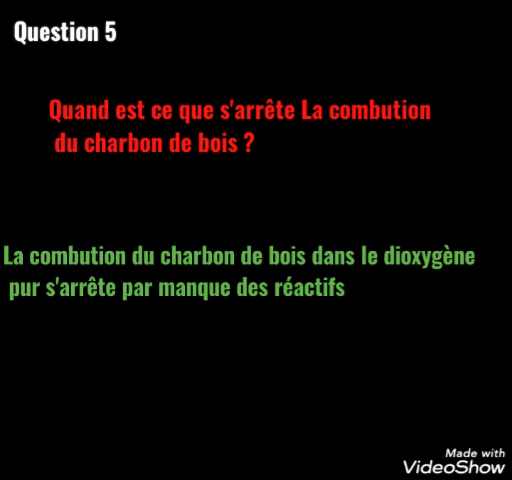 Question 5
Quand est ce que s'arrête La combution
du charbon de bois ?
La combution du charbon de bois dans le dioxygène
pur s'arrête par manque des réactifs
Made with
VideoShow